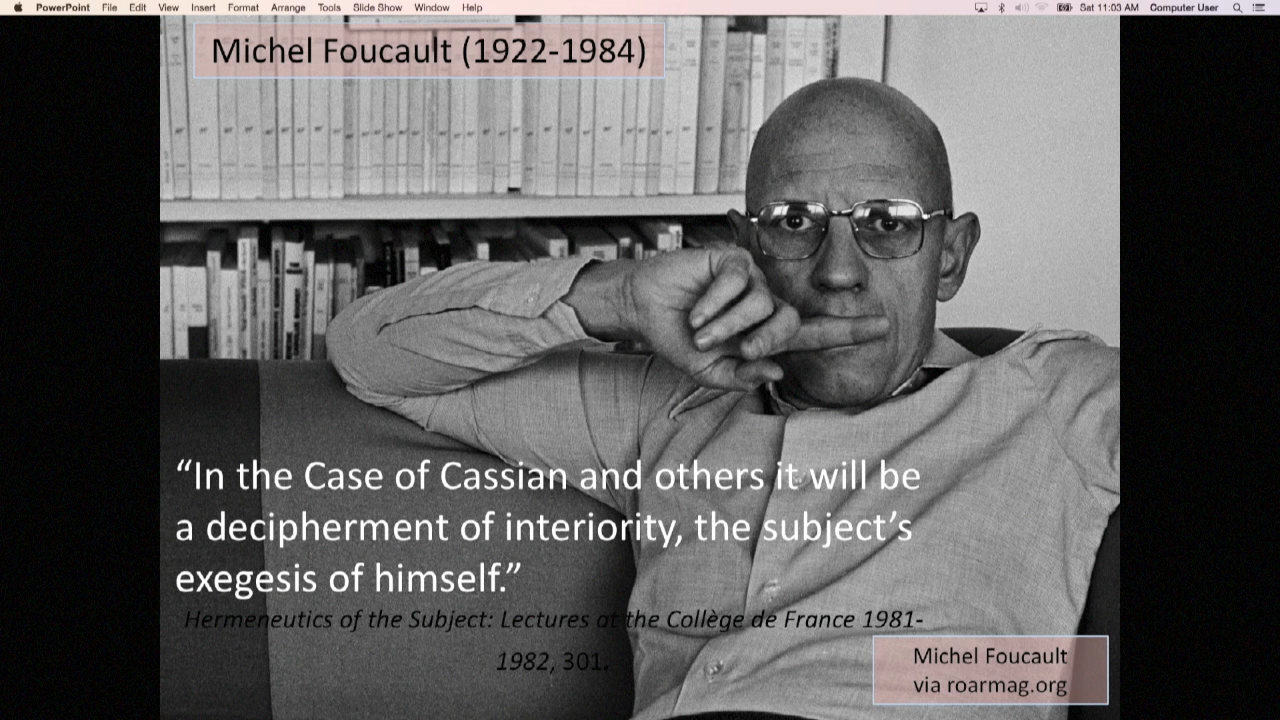 PowerPoint File Edit View Insert Format Arrange Tools Slide Show Window Help Sat 11:03 AM Computer User
Michel Foucault (1922-1984)
“In the Case of Cassian and others it will be
a decipherment of interiority, the subject’s
exegesis of himself.”
Hermeneutics of the Subject: Lectures at the Collège de France 1981-
1982, 301.
Michel Foucault
via roarmag.org